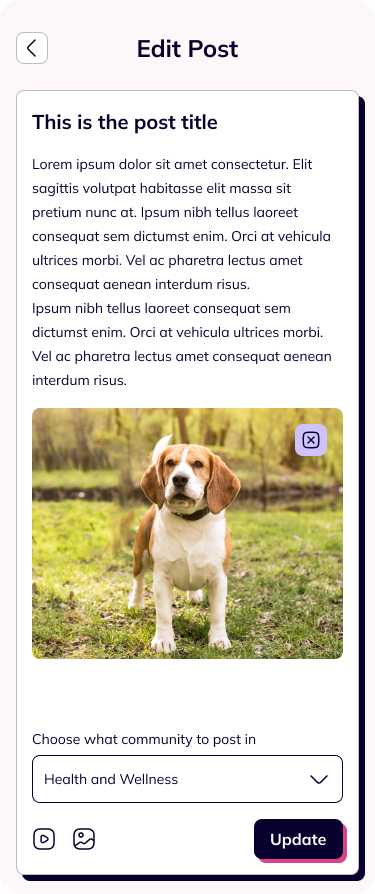 Edit Post
This is the post title
Lorem ipsum dolor sit amet consectetur. Elit
sagittis volutpat habitasse elit massa sit
pretium nunc at. Ipsum nibh tellus laoreet
consequat sem dictumst enim. Orci at vehicula
ultrices morbi. Vel ac pharetra lectus amet
consequat aenean interdum risus.
Ipsum nibh tellus laoreet consequat sem
dictumst enim. Orci at vehicula ultrices morbi.
Vel ac pharetra lectus amet consequat aenean
interdum risus.
Choose what community to post in
Health and Wellness
Update